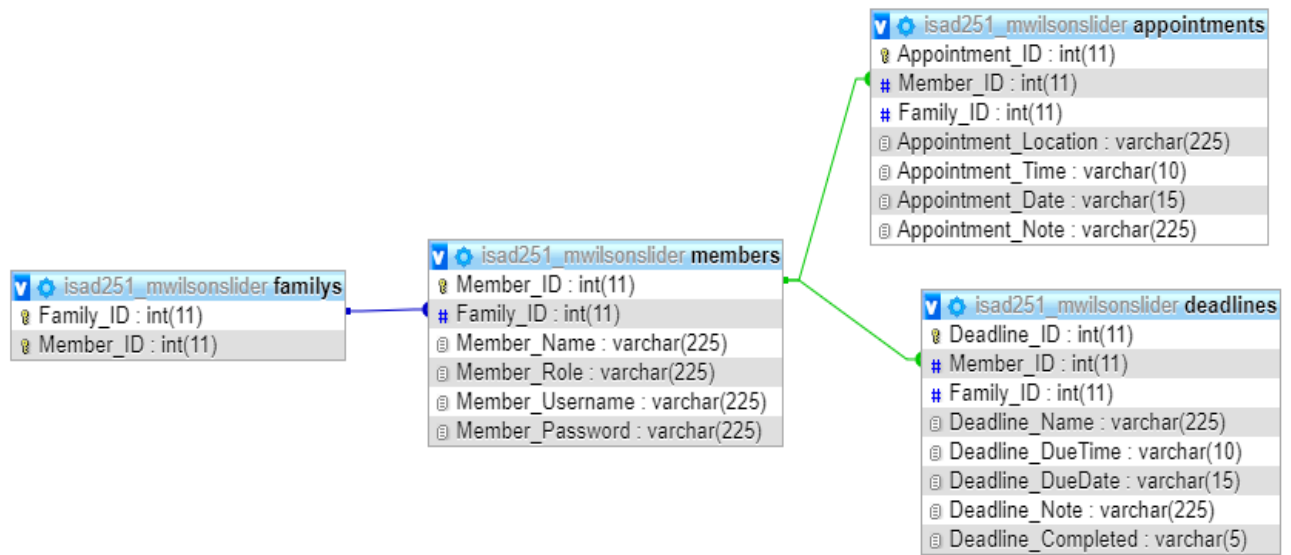 isad251_mwilsonslider familys
Family_ID : int(11)
Member_ID : int(11)
isad251_mwilsonslider members
Member_ID : int(11)
Family_ID : int(11)
Member_Name : varchar(225)
Member_Role : varchar(225)
Member_Username : varchar(225)
Member_Password : varchar(225)
isad251_mwilsonslider appointments
Appointment_ID : int(11)
Member_ID : int(11)
Family_ID : int(11)
Appointment_Location : varchar(225)
Appointment_Time : varchar(10)
Appointment_Date : varchar(15)
Appointment_Note : varchar(225)
isad251_mwilsonslider deadlines
Deadline_ID : int(11)
Member_ID : int(11)
Family_ID : int(11)
Deadline_Name : varchar(225)
Deadline_DueTime : varchar(10)
Deadline_DueDate : varchar(15)
Deadline_Note : varchar(225)
Deadline_Completed : varchar(5)